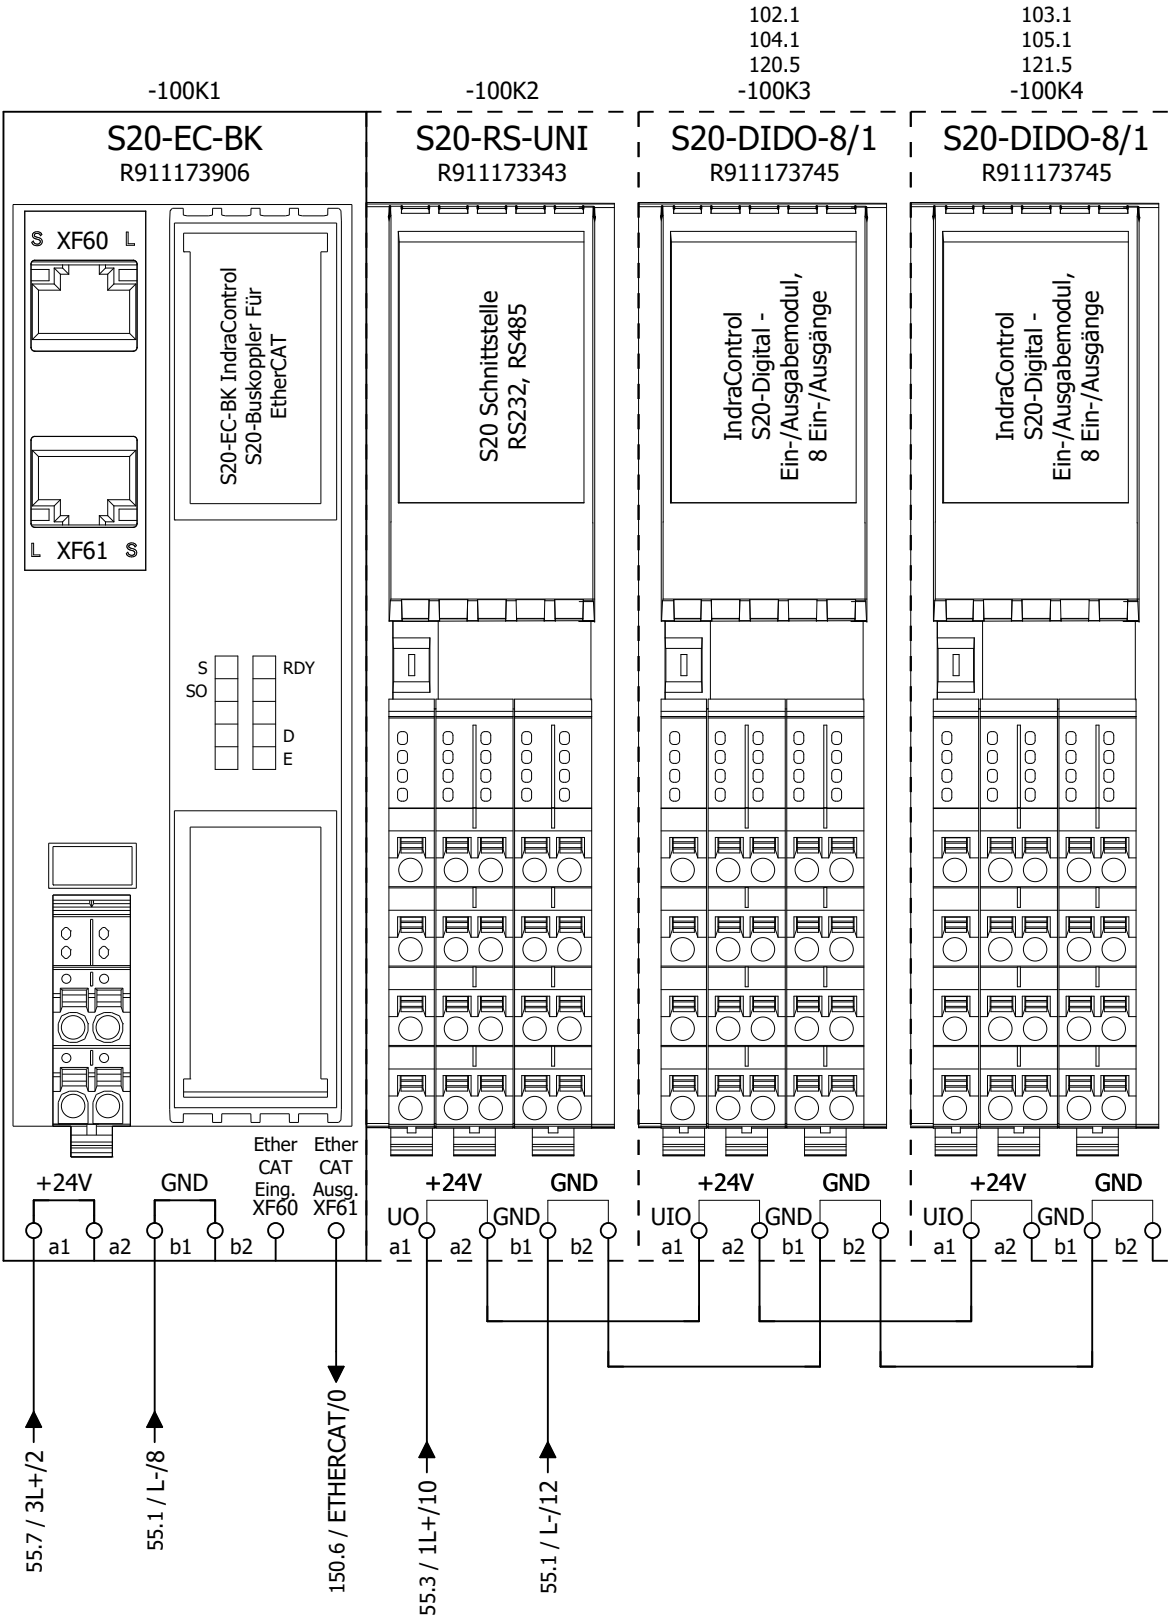 102.1
104.1
120.5
103.1
105.1
121.5
-100K1
-100K2
-100K3
-100K4
S20-EC-BK
R911173906
S20-RS-UNI
R911173343
S20-DIDO-8/1
R911173745
S20-DIDO-8/1
R911173745
S XF60 L
L XF61 S
S20-EC-BK IndraControl
S20-Buskoppler Für
EtherCAT
S20 Schnittstelle
RS232, RS485
IndraControl
S20-Digital -
Ein-/Ausgabemodul,
8 Ein-/Ausgänge
IndraControl
S20-Digital -
Ein-/Ausgabemodul,
8 Ein-/Ausgänge
S
SO
RDY
D
E
+24V
GND
Ether
CAT
Eing.
XF60
Ether
CAT
Ausg.
XF61
a1
a2
b1
b2
+24V
GND
UO
GND
a1
a2
b1
b2
+24V
GND
UIO
GND
a1
a2
b1
b2
+24V
GND
UIO
GND
a1
a2
b1
b2
55.7 / 3L+/2
55.1 / L-/8
150.6 / ETHERCAT/0
55.3 / 1L+/10
55.1 / L-/12